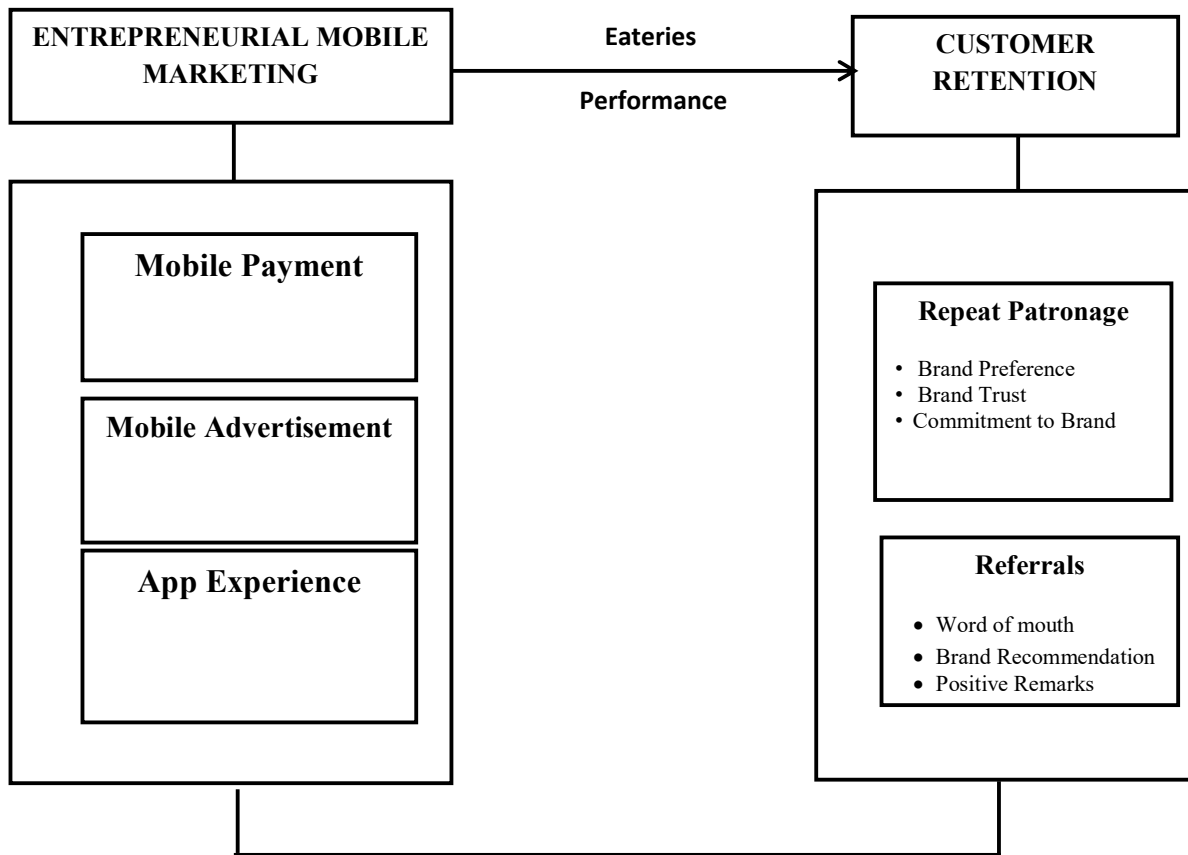 ENTREPRENEURIAL MOBILE
MARKETING
Eateries
Performance
CUSTOMER
RETENTION
Mobile Payment
Mobile Advertisement
App Experience
Repeat Patronage
• Brand Preference
• Brand Trust
• Commitment to Brand
Referrals
• Word of mouth
• Brand Recommendation
• Positive Remarks